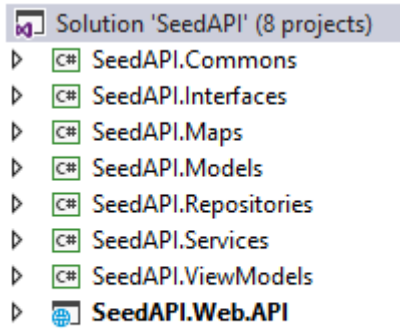 Solution 'SeedAPI' (8 projects)
C# SeedAPI.Commons
C# SeedAPI.Interfaces
C# SeedAPI.Maps
C# SeedAPI.Models
C# SeedAPI.Repositories
C# SeedAPI.Services
C# SeedAPI.ViewModels
SeedAPI.Web.API